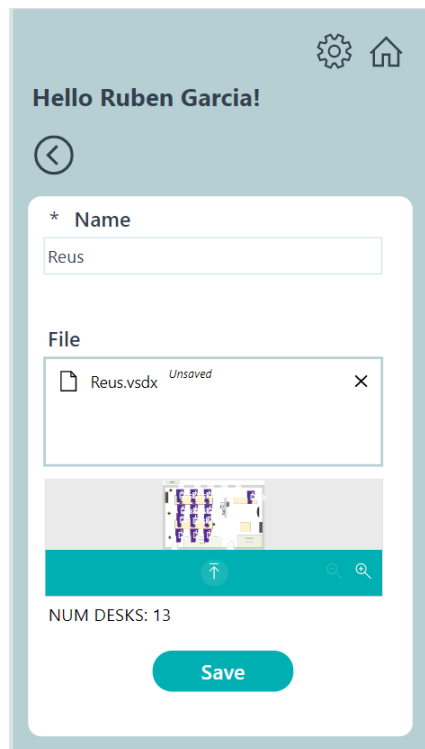 Hello Ruben Garcia!
* Name
Reus
File
Reus.vsdx Unsaved
NUM DESKS: 13
Save